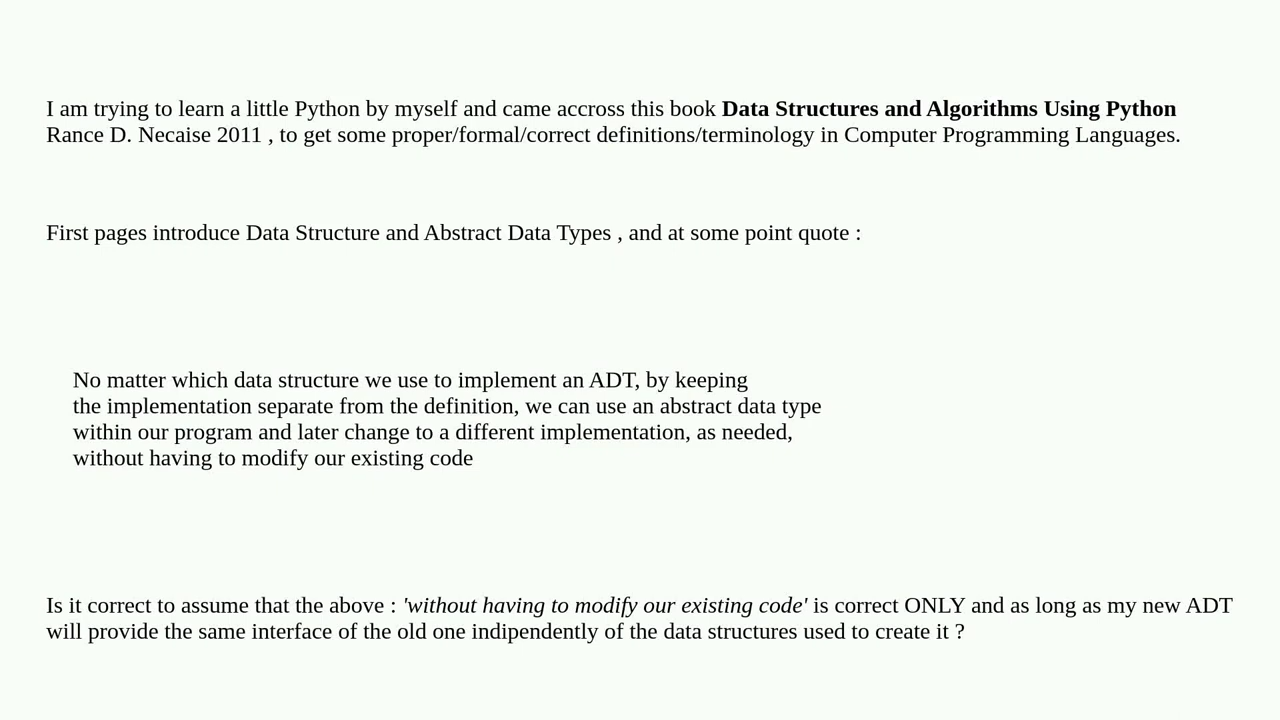 I am trying to learn a little Python by myself and came accross this book Data Structures and Algorithms Using Python
Rance D. Necaise 2011 , to get some proper/formal/correct definitions/terminology in Computer Programming Languages.
First pages introduce Data Structure and Abstract Data Types , and at some point quote :
No matter which data structure we use to implement an ADT, by keeping
the implementation separate from the definition, we can use an abstract data type
within our program and later change to a different implementation, as needed,
without having to modify our existing code
Is it correct to assume that the above : 'without having to modify our existing code' is correct ONLY and as long as my new ADT
will provide the same interface of the old one indipendently of the data structures used to create it ?